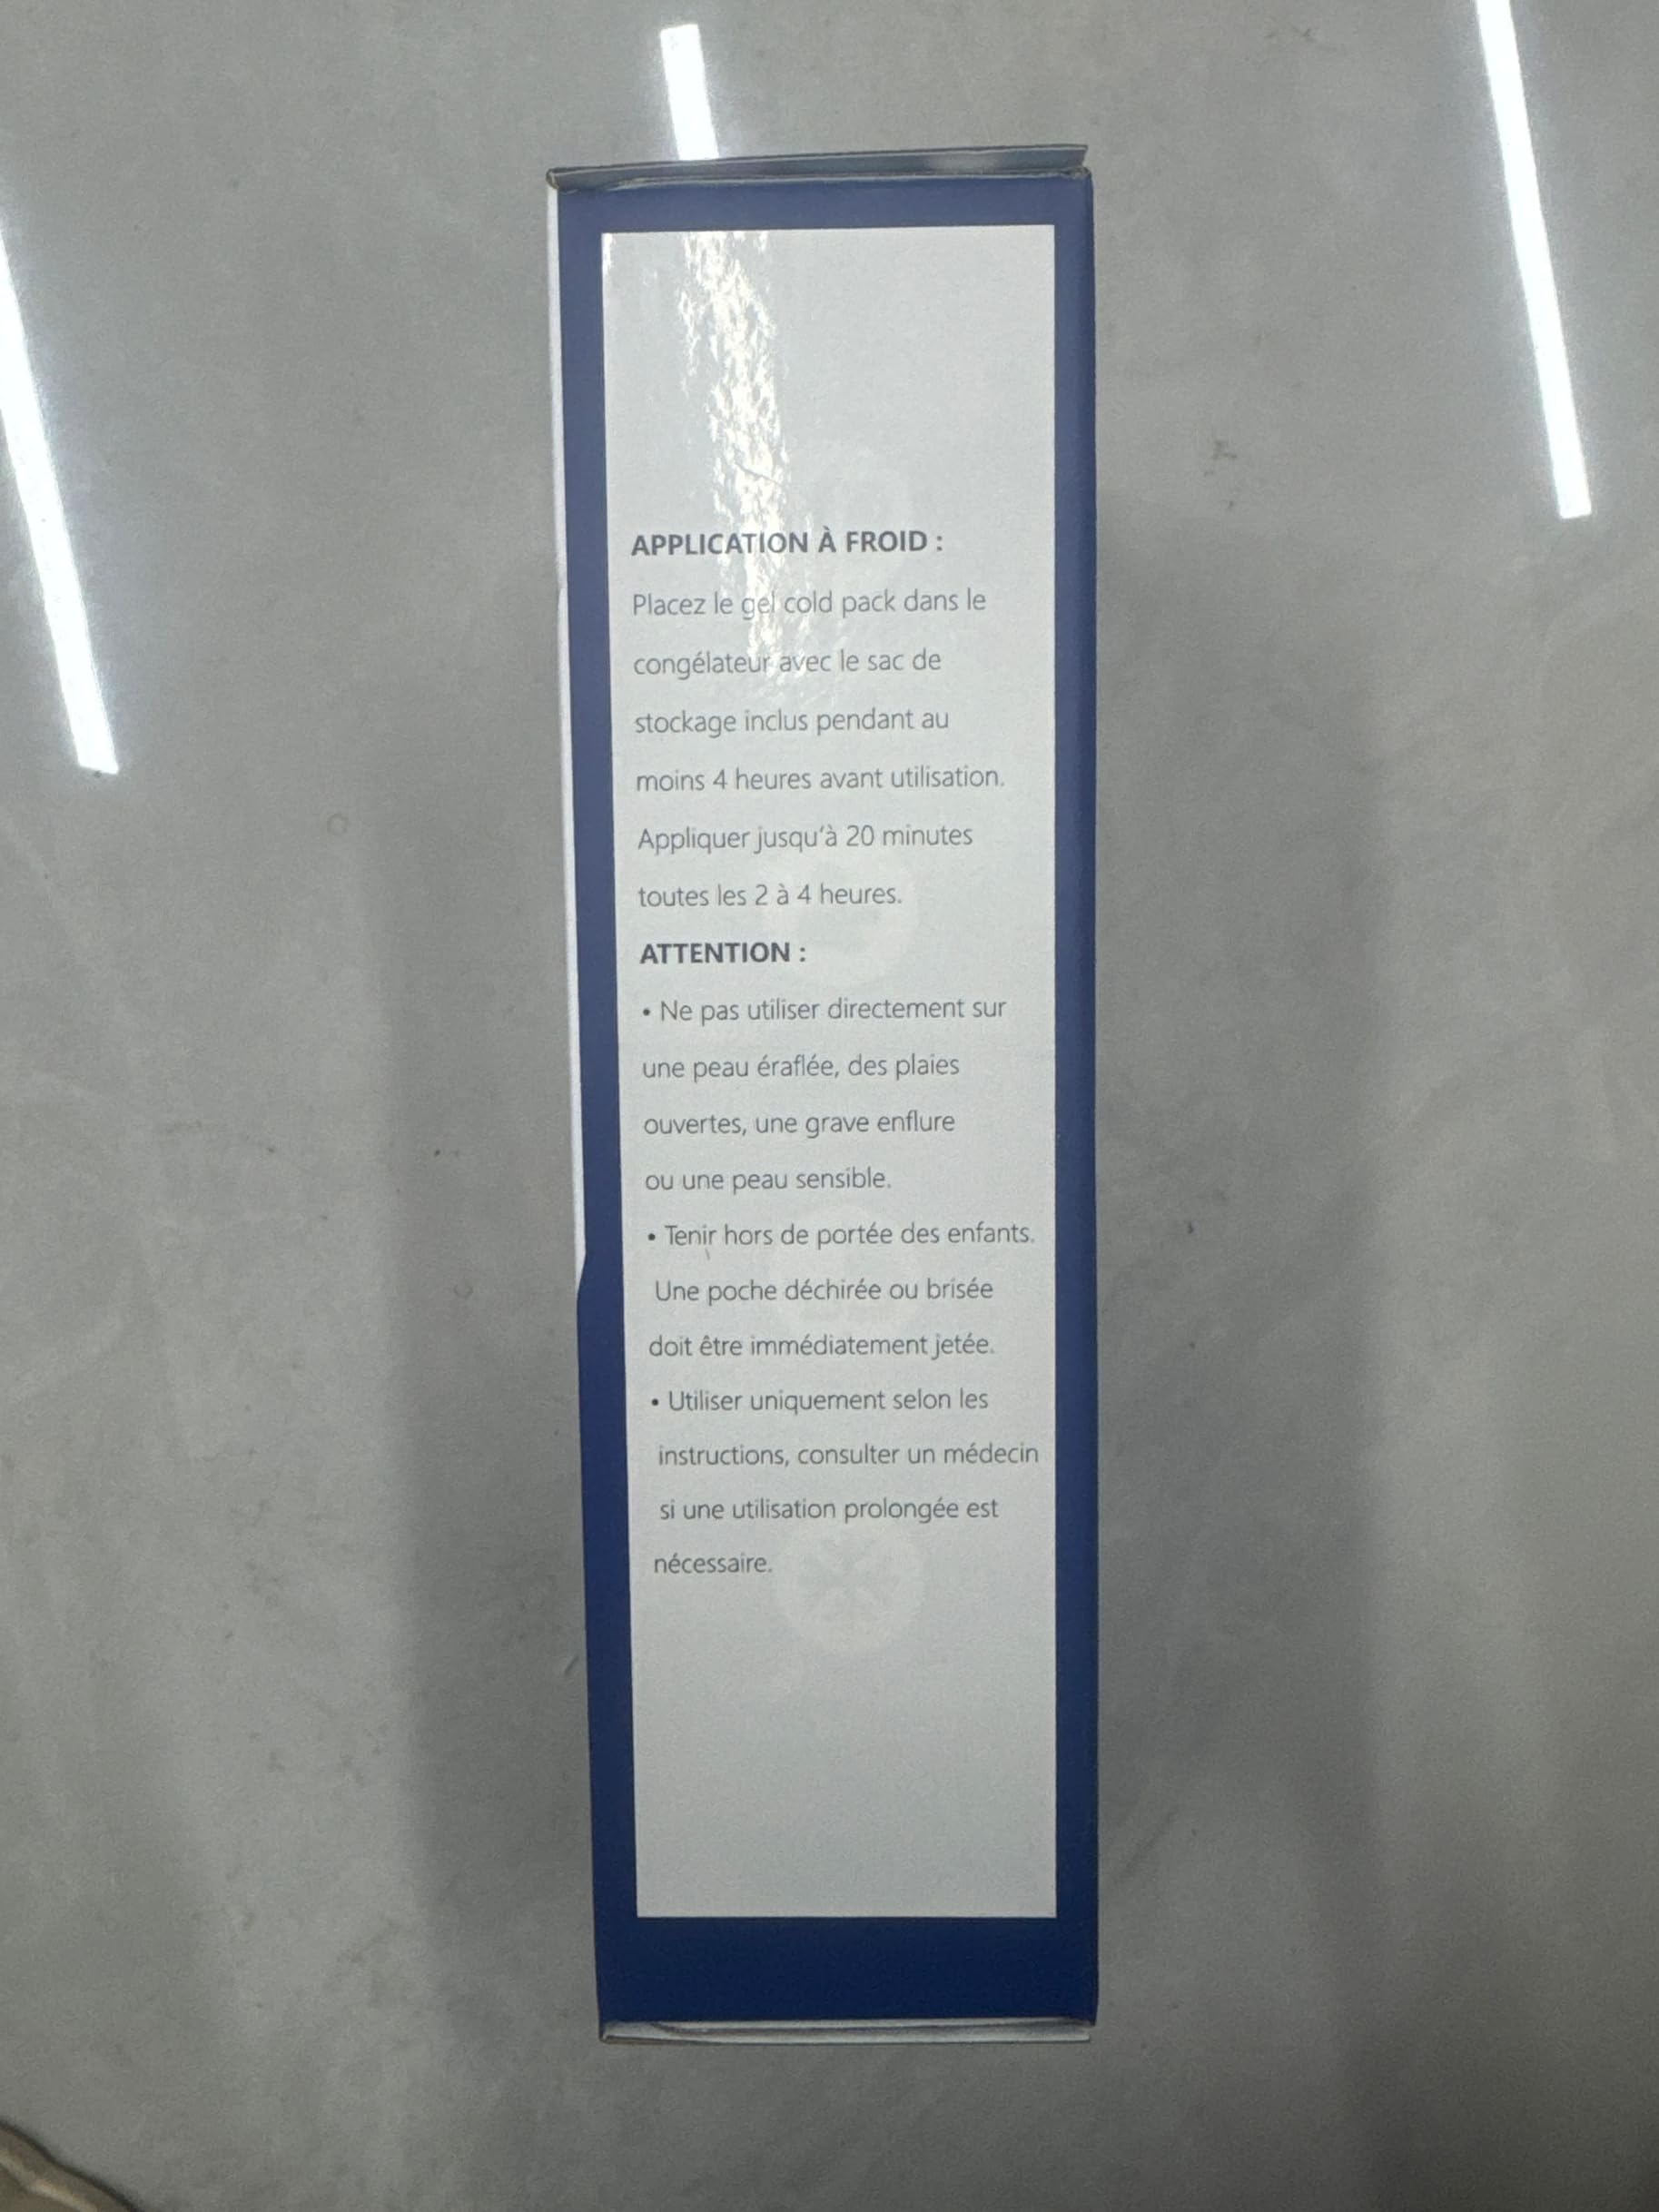 APPLICATION À FROID :
Placez le gel cold pack dans le
congélateur avec le sac de
stockage inclus pendant au
moins 4 heures avant utilisation.
Appliquer jusqu'à 20 minutes
toutes les 2 à 4 heures.
ATTENTION :
• Ne pas utiliser directement sur
une peau éraflée, des plaies
ouvertes, une grave enflure
ou une peau sensible.
• Tenir hors de portée des enfants.
Une poche déchirée ou brisée
doit être immédiatement jetée.
• Utiliser uniquement selon les
instructions, consulter un médecin
si une utilisation prolongée est
nécessaire.